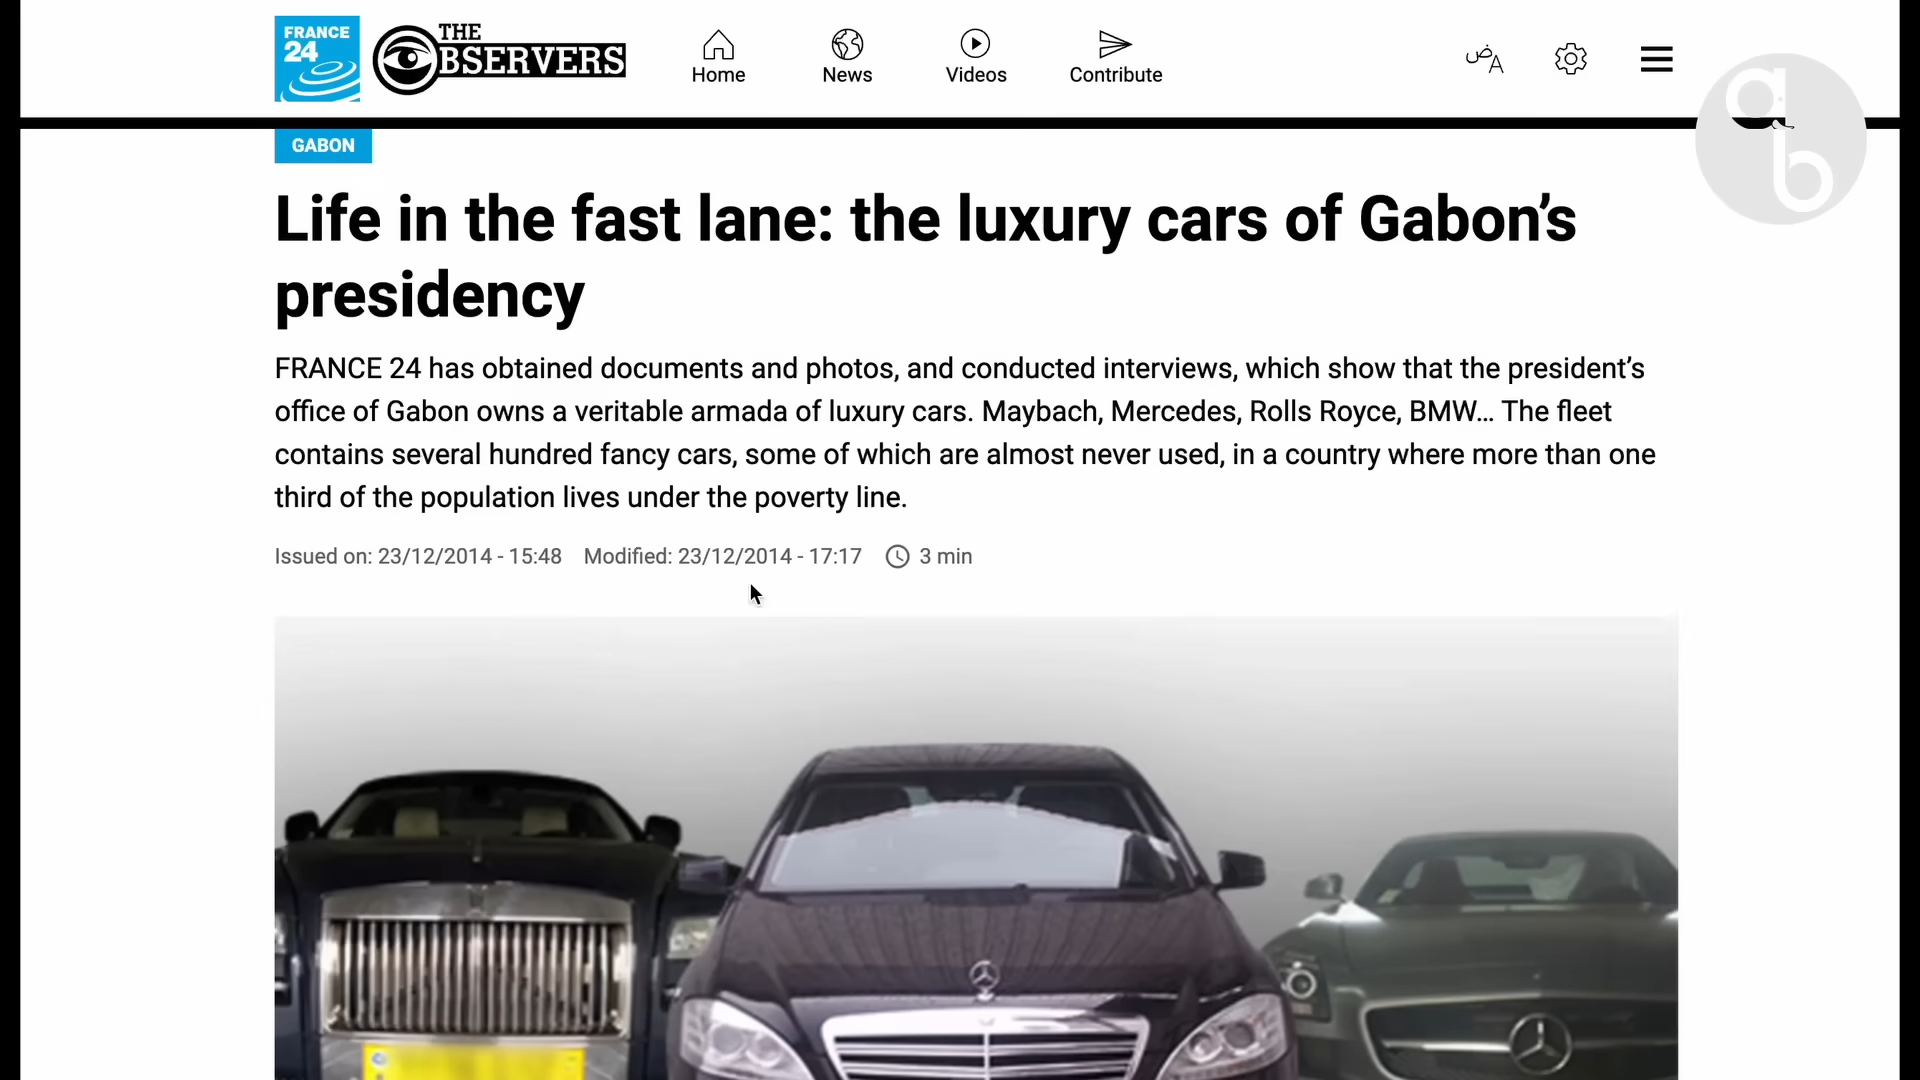 FRANCE
24
THE
OBSERVERS
Home
News
Videos
Contribute
ض A
ab
GABON
Life in the fast lane: the luxury cars of Gabon’s
presidency
FRANCE 24 has obtained documents and photos, and conducted interviews, which show that the president’s
office of Gabon owns a veritable armada of luxury cars. Maybach, Mercedes, Rolls Royce, BMW... The fleet
contains several hundred fancy cars, some of which are almost never used, in a country where more than one
third of the population lives under the poverty line.
Issued on: 23/12/2014 - 15:48 Modified: 23/12/2014 - 17:17 3 min